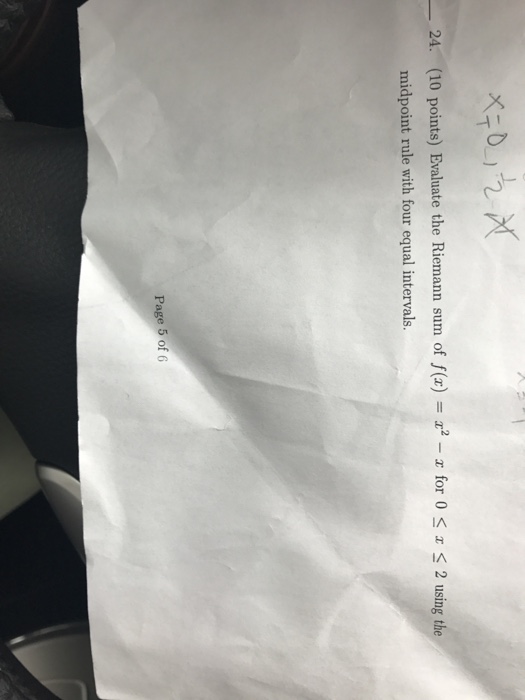 24. (10 points) Evaluate the Riemann sum of f(x) = x² − x for 0 ≤ x ≤ 2 using the
midpoint rule with four equal intervals.
Page 5 of 6